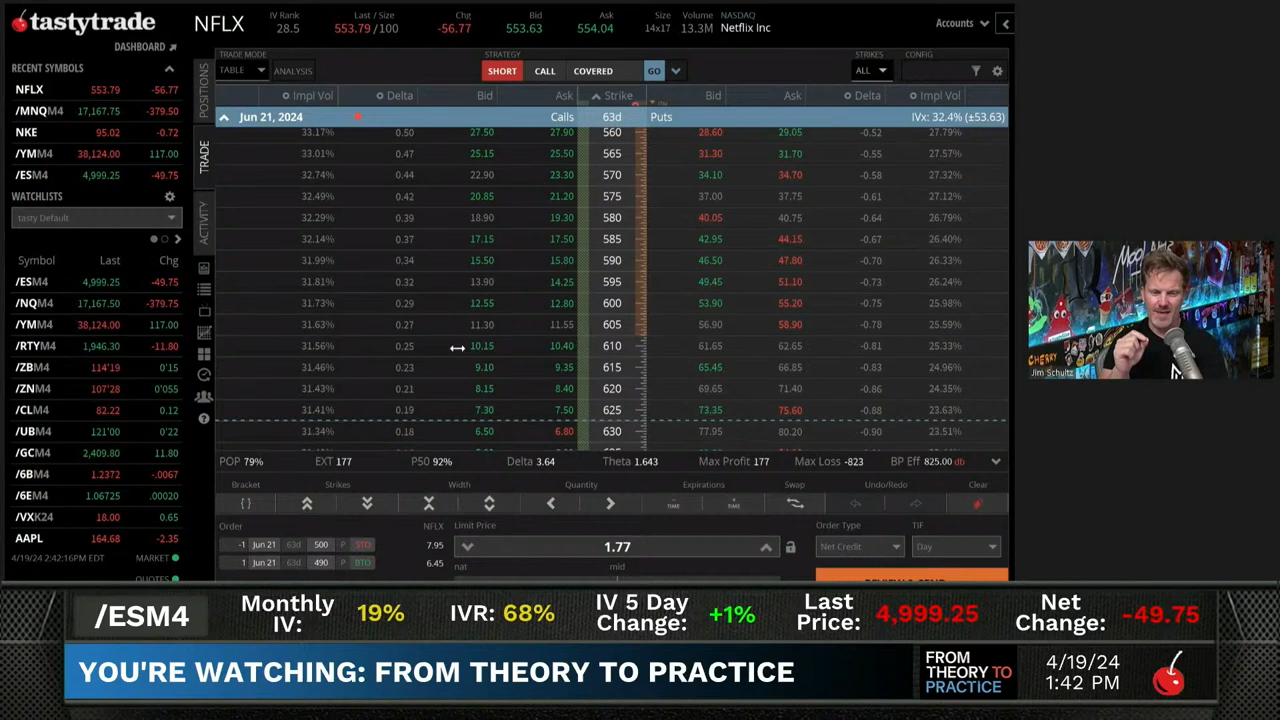 tastytrade
NFLX
IV Rank
28.5
Last / Size
553.79 /100
Chg
-56.77
Bid
553.63
Ask
554.04
Size
14x17
Volume
13.3M
NASDAQ
Netflix Inc
Accounts
DASHBOARD
RECENT SYMBOLS
NFLX 553.79 -56.77
/MNQM4 17,167.75 -379.50
NKE 95.02 -0.72
/YMM4 38,124.00 117.00
/ESM4 4,999.25 -49.75
WATCHLISTS
tasty Default
Symbol Last Chg
/ESM4 4,999.25 -49.75
/NQM4 17,167.50 -379.75
/YMM4 38,124.00 117.00
/RTYM4 1,946.30 -11.80
/ZBM4 114'19 0'15
/ZNM4 107'28 0'055
/CLM4 82.22 0.12
/UBM4 121'00 0'22
/GCM4 2,409.80 11.80
/6BM4 1.2372 -.0067
/6EM4 1.06725 .00020
/VXK24 18.00 0.65
AAPL 164.68 -2.35
4/19/24 2:42:16PM EDT MARKET
QUOTES
POSITIONS
TRADE
ACTIVITY
TRADE MODE
TABLE
ANALYSIS
STRATEGY
SHORT CALL COVERED GO
STRIKES
ALL
CONFIG
Impl Vol Delta Bid Ask Strike Bid Ask Delta Impl Vol
Jun 21, 2024 Calls 63d Puts IVx: 32.4% (±53.63)
33.17% 0.50 27.50 27.90 560 28.60 29.05 -0.52 27.79%
33.01% 0.47 25.15 25.50 565 31.30 31.70 -0.55 27.57%
32.74% 0.44 22.90 23.30 570 34.10 34.70 -0.58 27.32%
32.49% 0.42 20.85 21.20 575 37.00 37.75 -0.61 27.12%
32.29% 0.39 18.90 19.30 580 40.05 40.75 -0.64 26.79%
32.14% 0.37 17.15 17.50 585 42.95 44.15 -0.67 26.40%
31.99% 0.34 15.50 15.80 590 46.50 47.80 -0.70 26.33%
31.81% 0.32 13.90 14.25 595 49.45 51.10 -0.73 26.28%
31.73% 0.29 12.55 12.80 600 53.90 55.20 -0.76 25.98%
31.63% 0.27 11.30 11.55 605 56.90 58.90 -0.78 25.59%
31.56% 0.25 10.15 10.40 610 61.65 62.65 -0.81 25.33%
31.46% 0.23 9.10 9.35 615 65.45 66.85 -0.83 24.96%
31.43% 0.21 8.15 8.40 620 69.65 71.40 -0.86 24.35%
31.41% 0.19 7.30 7.50 625 73.35 75.60 -0.88 23.63%
31.34% 0.18 6.50 6.80 630 77.95 80.20 -0.90 23.51%
POP 79% EXT 177 P50 92% Delta 3.64 Theta 1.643 Max Profit 177 Max Loss -823 BP Eff 825.00 db
Bracket Strikes Width Quantity Expirations Swap Undo/Redo Clear
{ }
TIME
TIME
Order NFLX
-1 Jun 21 63d 500 P STO 7.95
1 Jun 21 63d 490 P BTO 6.45
Limit Price
1.77
nat mid
Order Type
Net Credit
TIF
Day
CHERRY
Jim Schultz
/ESM4
Monthly IV: 19%
IVR: 68%
IV 5 Day Change: +1%
Last Price: 4,999.25
Net Change: -49.75
YOU'RE WATCHING: FROM THEORY TO PRACTICE
FROM
THEORY TO
PRACTICE
4/19/24
1:42 PM